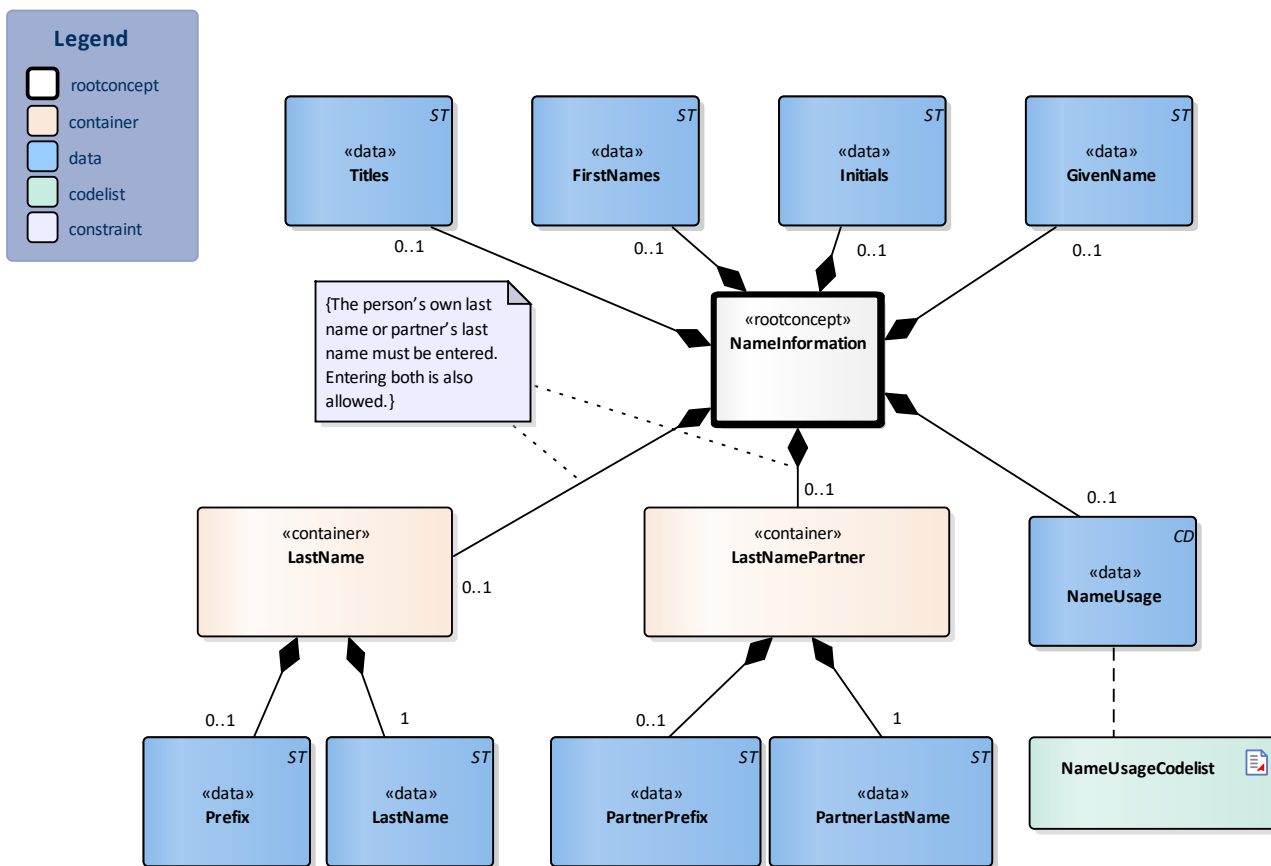 Legend
rootconcept
container
data
codelist
constraint
ST
«data»
Titles
ST
«data»
FirstNames
ST
«data»
Initials
ST
«data»
GivenName
0..1
0..1
0..1
0..1
{The person’s own last
name or partner’s last
name must be entered.
Entering both is also
allowed.}
«rootconcept»
NameInformation
0..1
0..1
0..1
«container»
LastName
«container»
LastNamePartner
CD
«data»
NameUsage
0..1
1
0..1
1
ST
«data»
Prefix
ST
«data»
LastName
ST
«data»
PartnerPrefix
ST
«data»
PartnerLastName
NameUsageCodelist